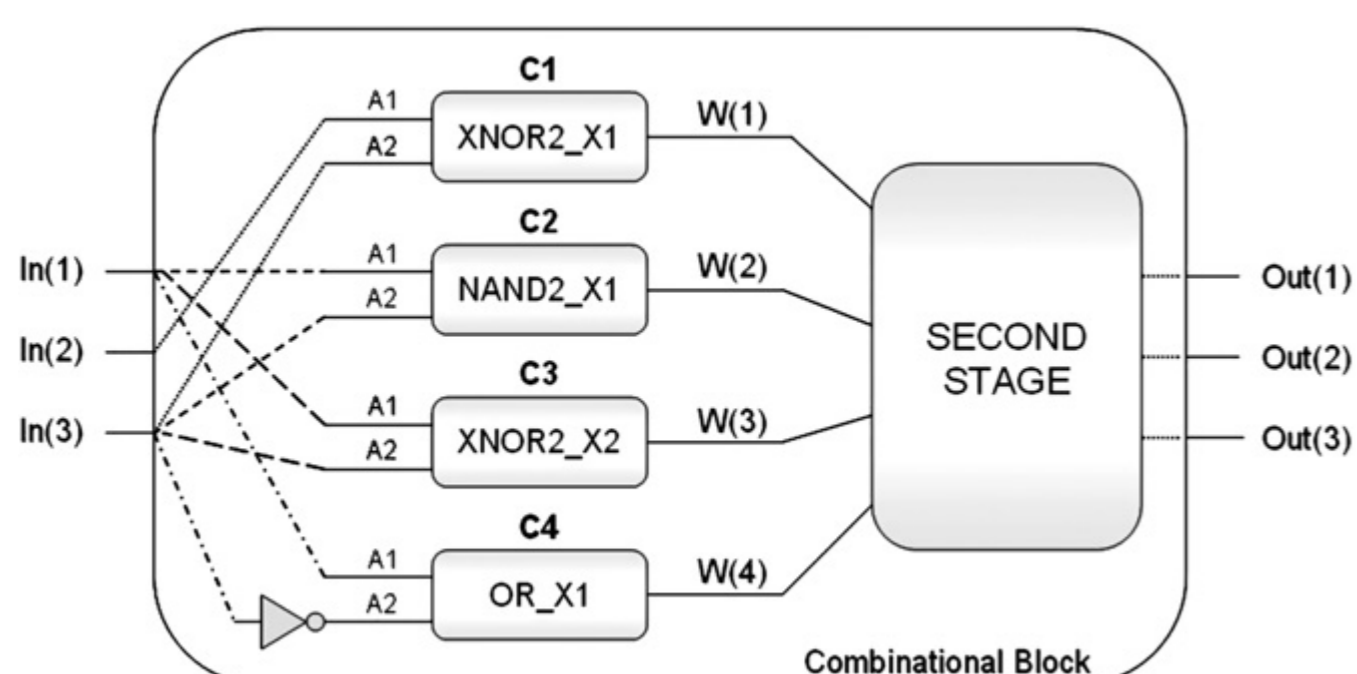 C1
A1
XNOR2_X1
A2
W(1)
C2
In(1)
A1
NAND2_X1
A2
W(2)
Out(1)
In(2)
SECOND
STAGE
Out(2)
C3
In(3)
A1
XNOR2_X2
A2
W(3)
Out(3)
C4
A1
OR_X1
A2
W(4)
Combinational Block